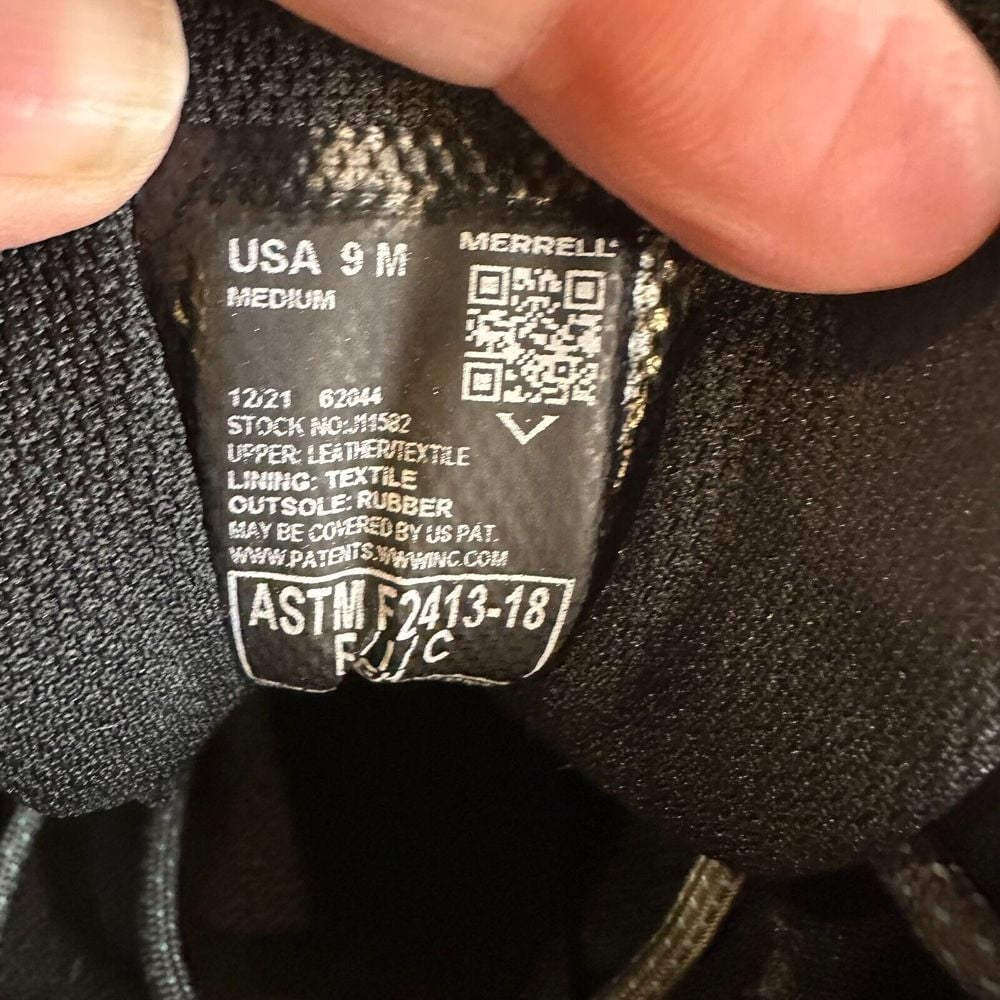 USA 9 M
MERRELL
MEDIUM
12/21 62044
STOCK NO:J11582
UPPER: LEATHER/TEXTILE
LINING: TEXTILE
OUTSOLE: RUBBER
MAY BE COVERED BY US PAT.
WWW.PATENTS.WWWINC.COM
ASTM F2413-18
C